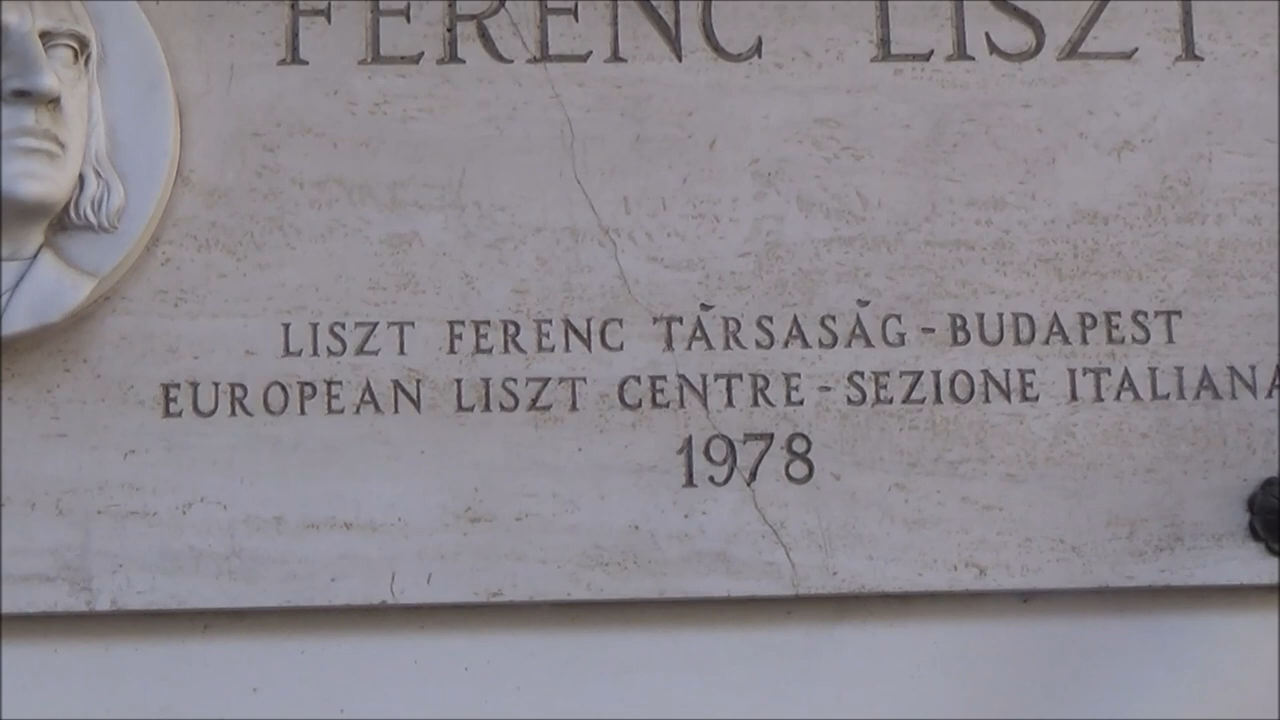 FERENC LISZT
LISZT FERENC TÁRSASÁG-BUDAPEST
EUROPEAN LISZT CENTRE-SEZIONE ITALIANA
1978